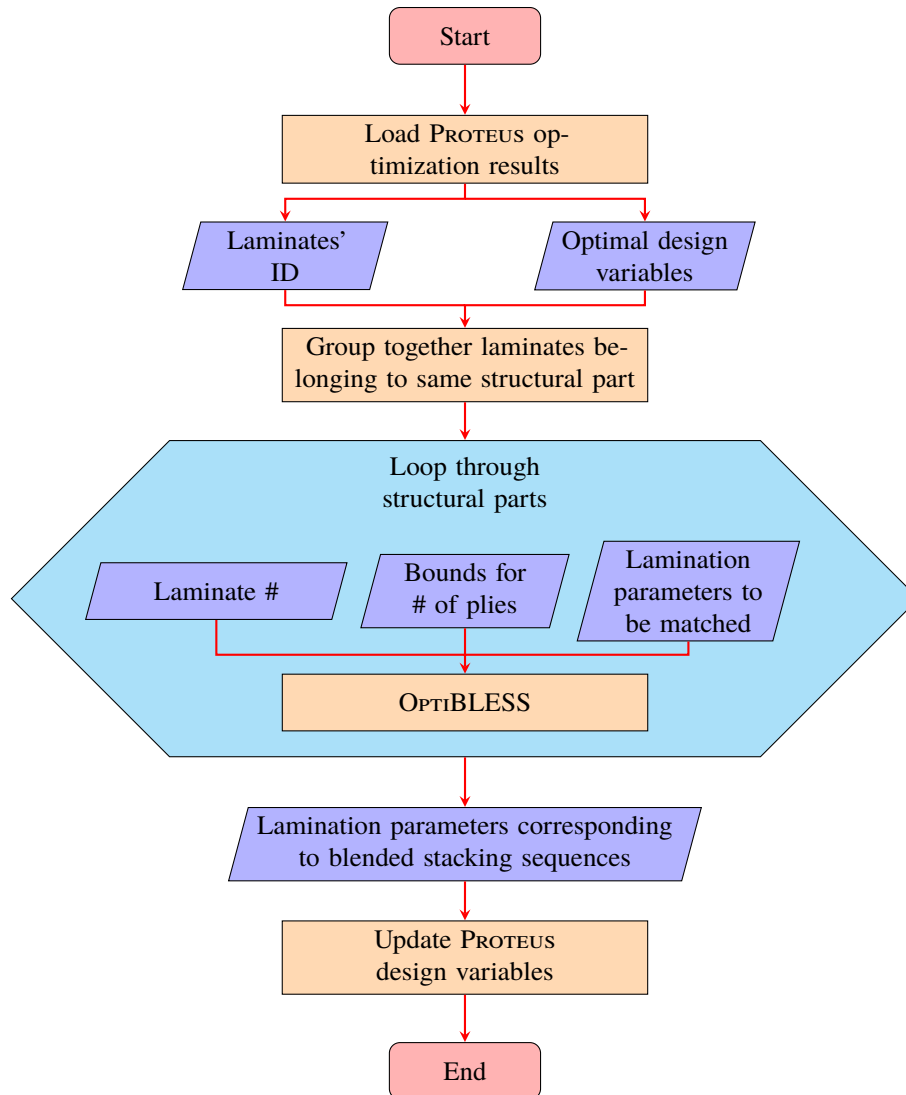 Start
Load PROTEUS op-
timization results
Laminates'
ID
Optimal design
variables
Group together laminates be-
longing to same structural part
Loop through
structural parts
Laminate #
Bounds for
# of plies
Lamination
parameters to
be matched
OPTIBLESS
Lamination parameters corresponding
to blended stacking sequences
Update PROTEUS
design variables
End